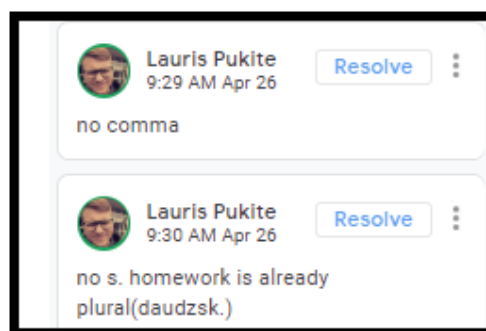 Lauris Pukite
Resolve
9:29 AM Apr 26
no comma
Lauris Pukite
Resolve
9:30 AM Apr 26
no s. homework is already
plural(daudzsk.)